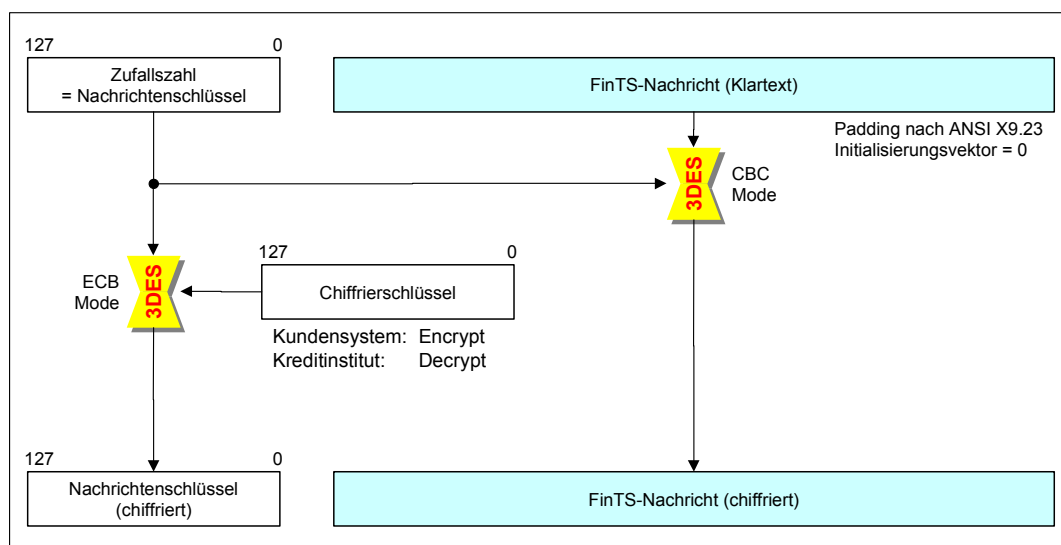 127 0
Zufallszahl
= Nachrichtenschlüssel
FinTS-Nachricht (Klartext)
Padding nach ANSI X9.23
Initialisierungsvektor = 0
3DES
CBC
Mode
127 0
ECB
Mode
3DES
Chiffrierschlüssel
Kundensystem: Encrypt
Kreditinstitut: Decrypt
127 0
Nachrichtenschlüssel
(chiffriert)
FinTS-Nachricht (chiffriert)